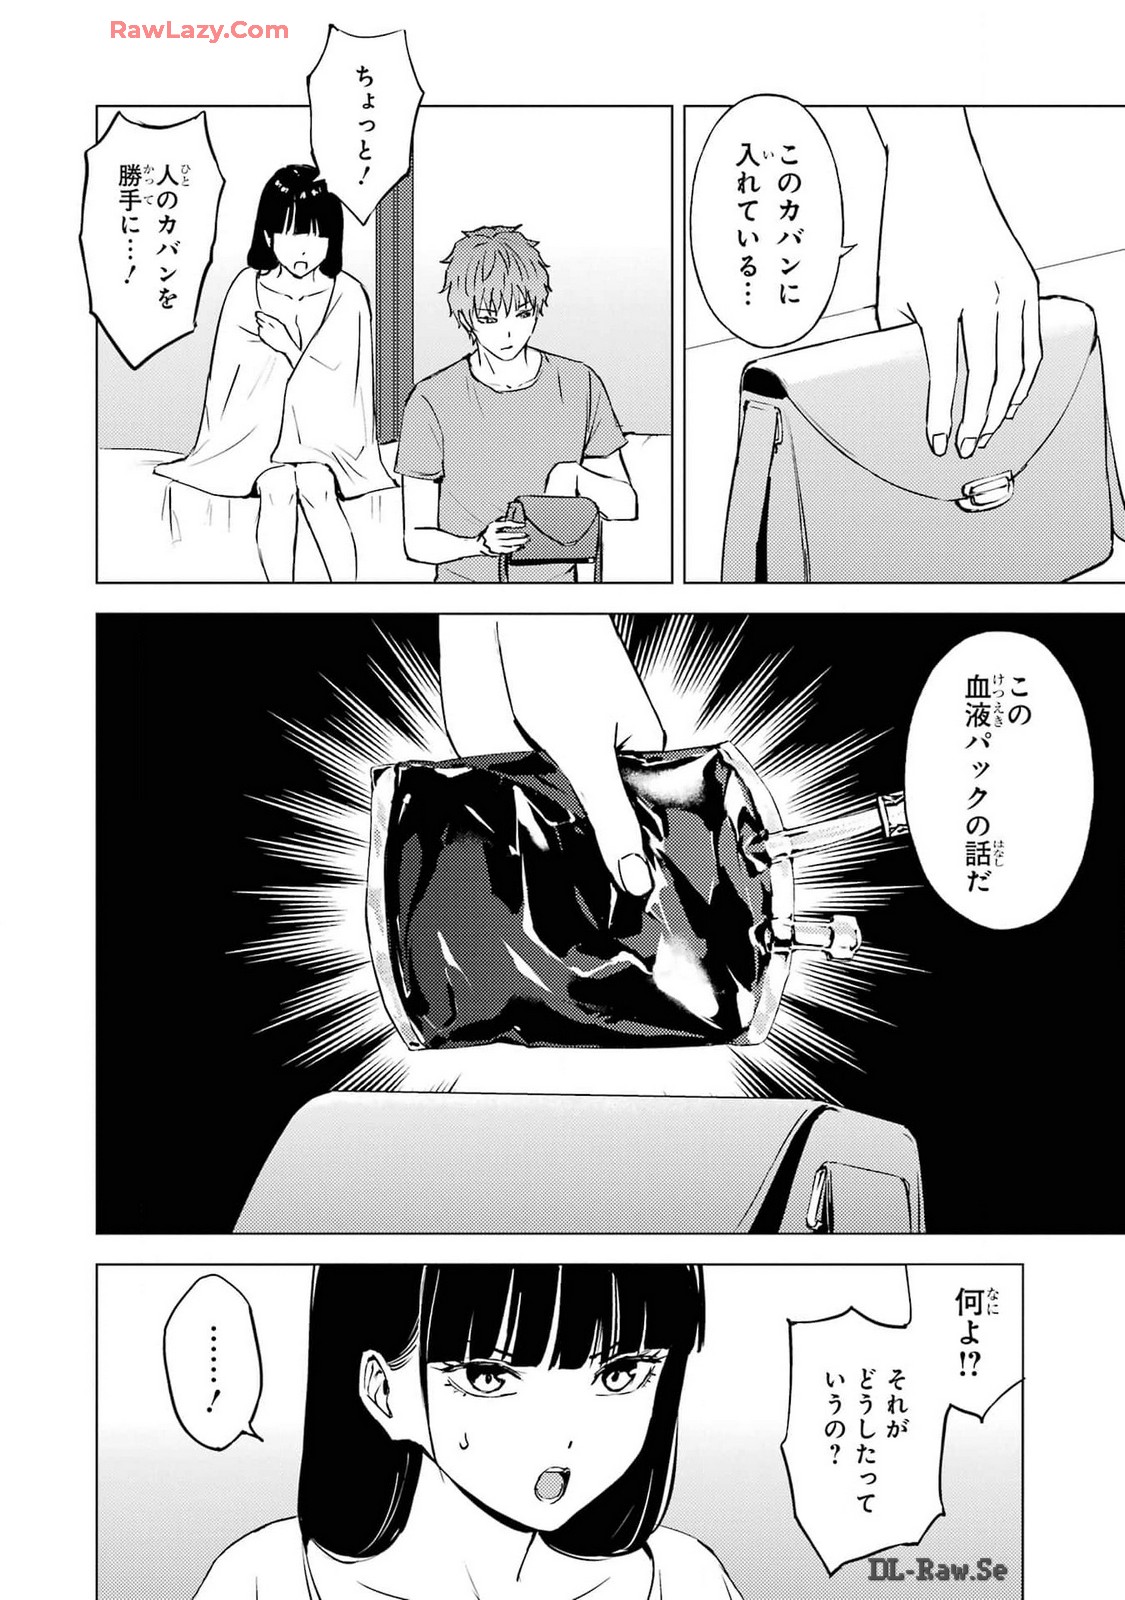 RawLazy.Com
このカバンに
入れている…
ちょっと！
人のカバンを
勝手に…！
この
血液パックの話だ
何よ!?
それが
どうしたって
いうの？
……！
DL-Raw.Se